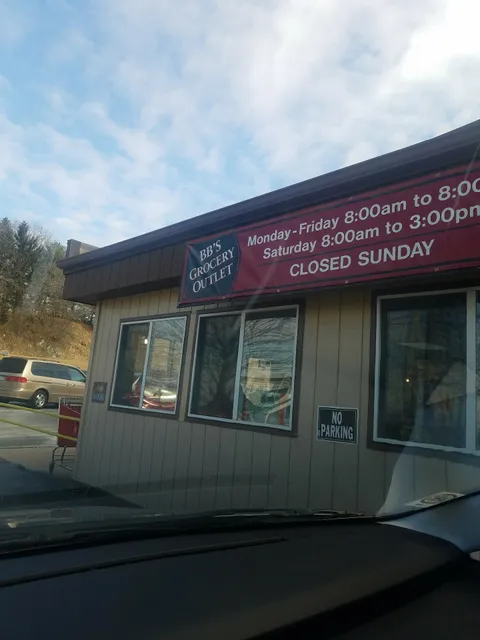 BB'S
GROCERY
OUTLET
Monday-Friday 8:00am to 8:00
Saturday 8:00am to 3:00pm
CLOSED SUNDAY
NO
PARKING